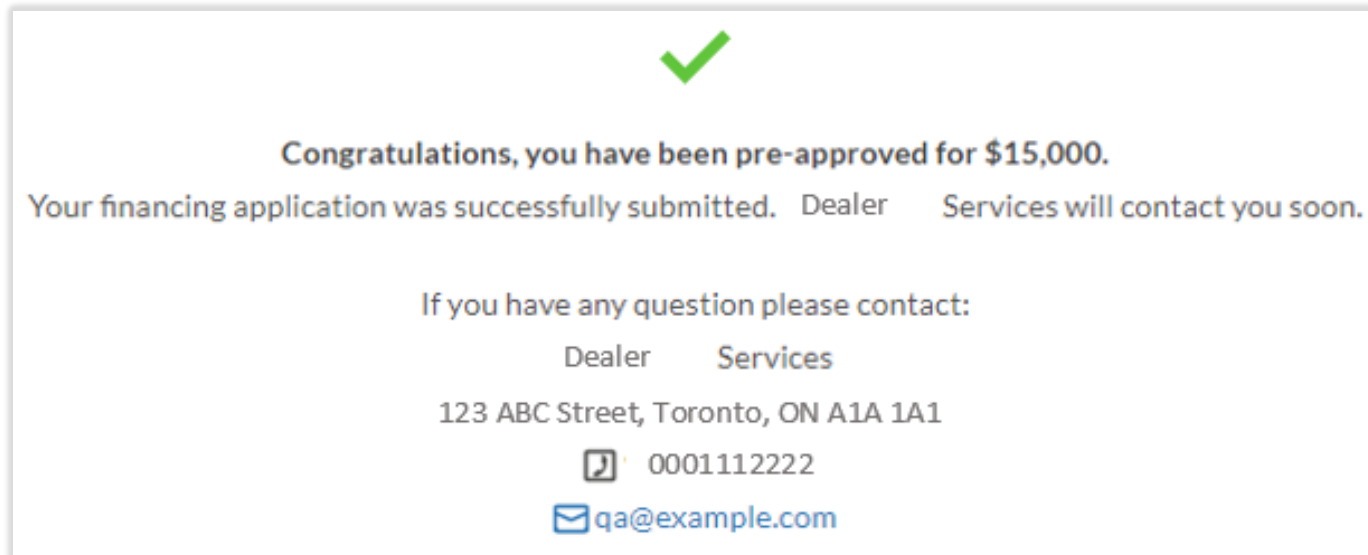 Congratulations, you have been pre-approved for $15,000.
Your financing application was successfully submitted. Dealer Services will contact you soon.
If you have any question please contact:
Dealer Services
123 ABC Street, Toronto, ON A1A 1A1
0001112222
qa@example.com